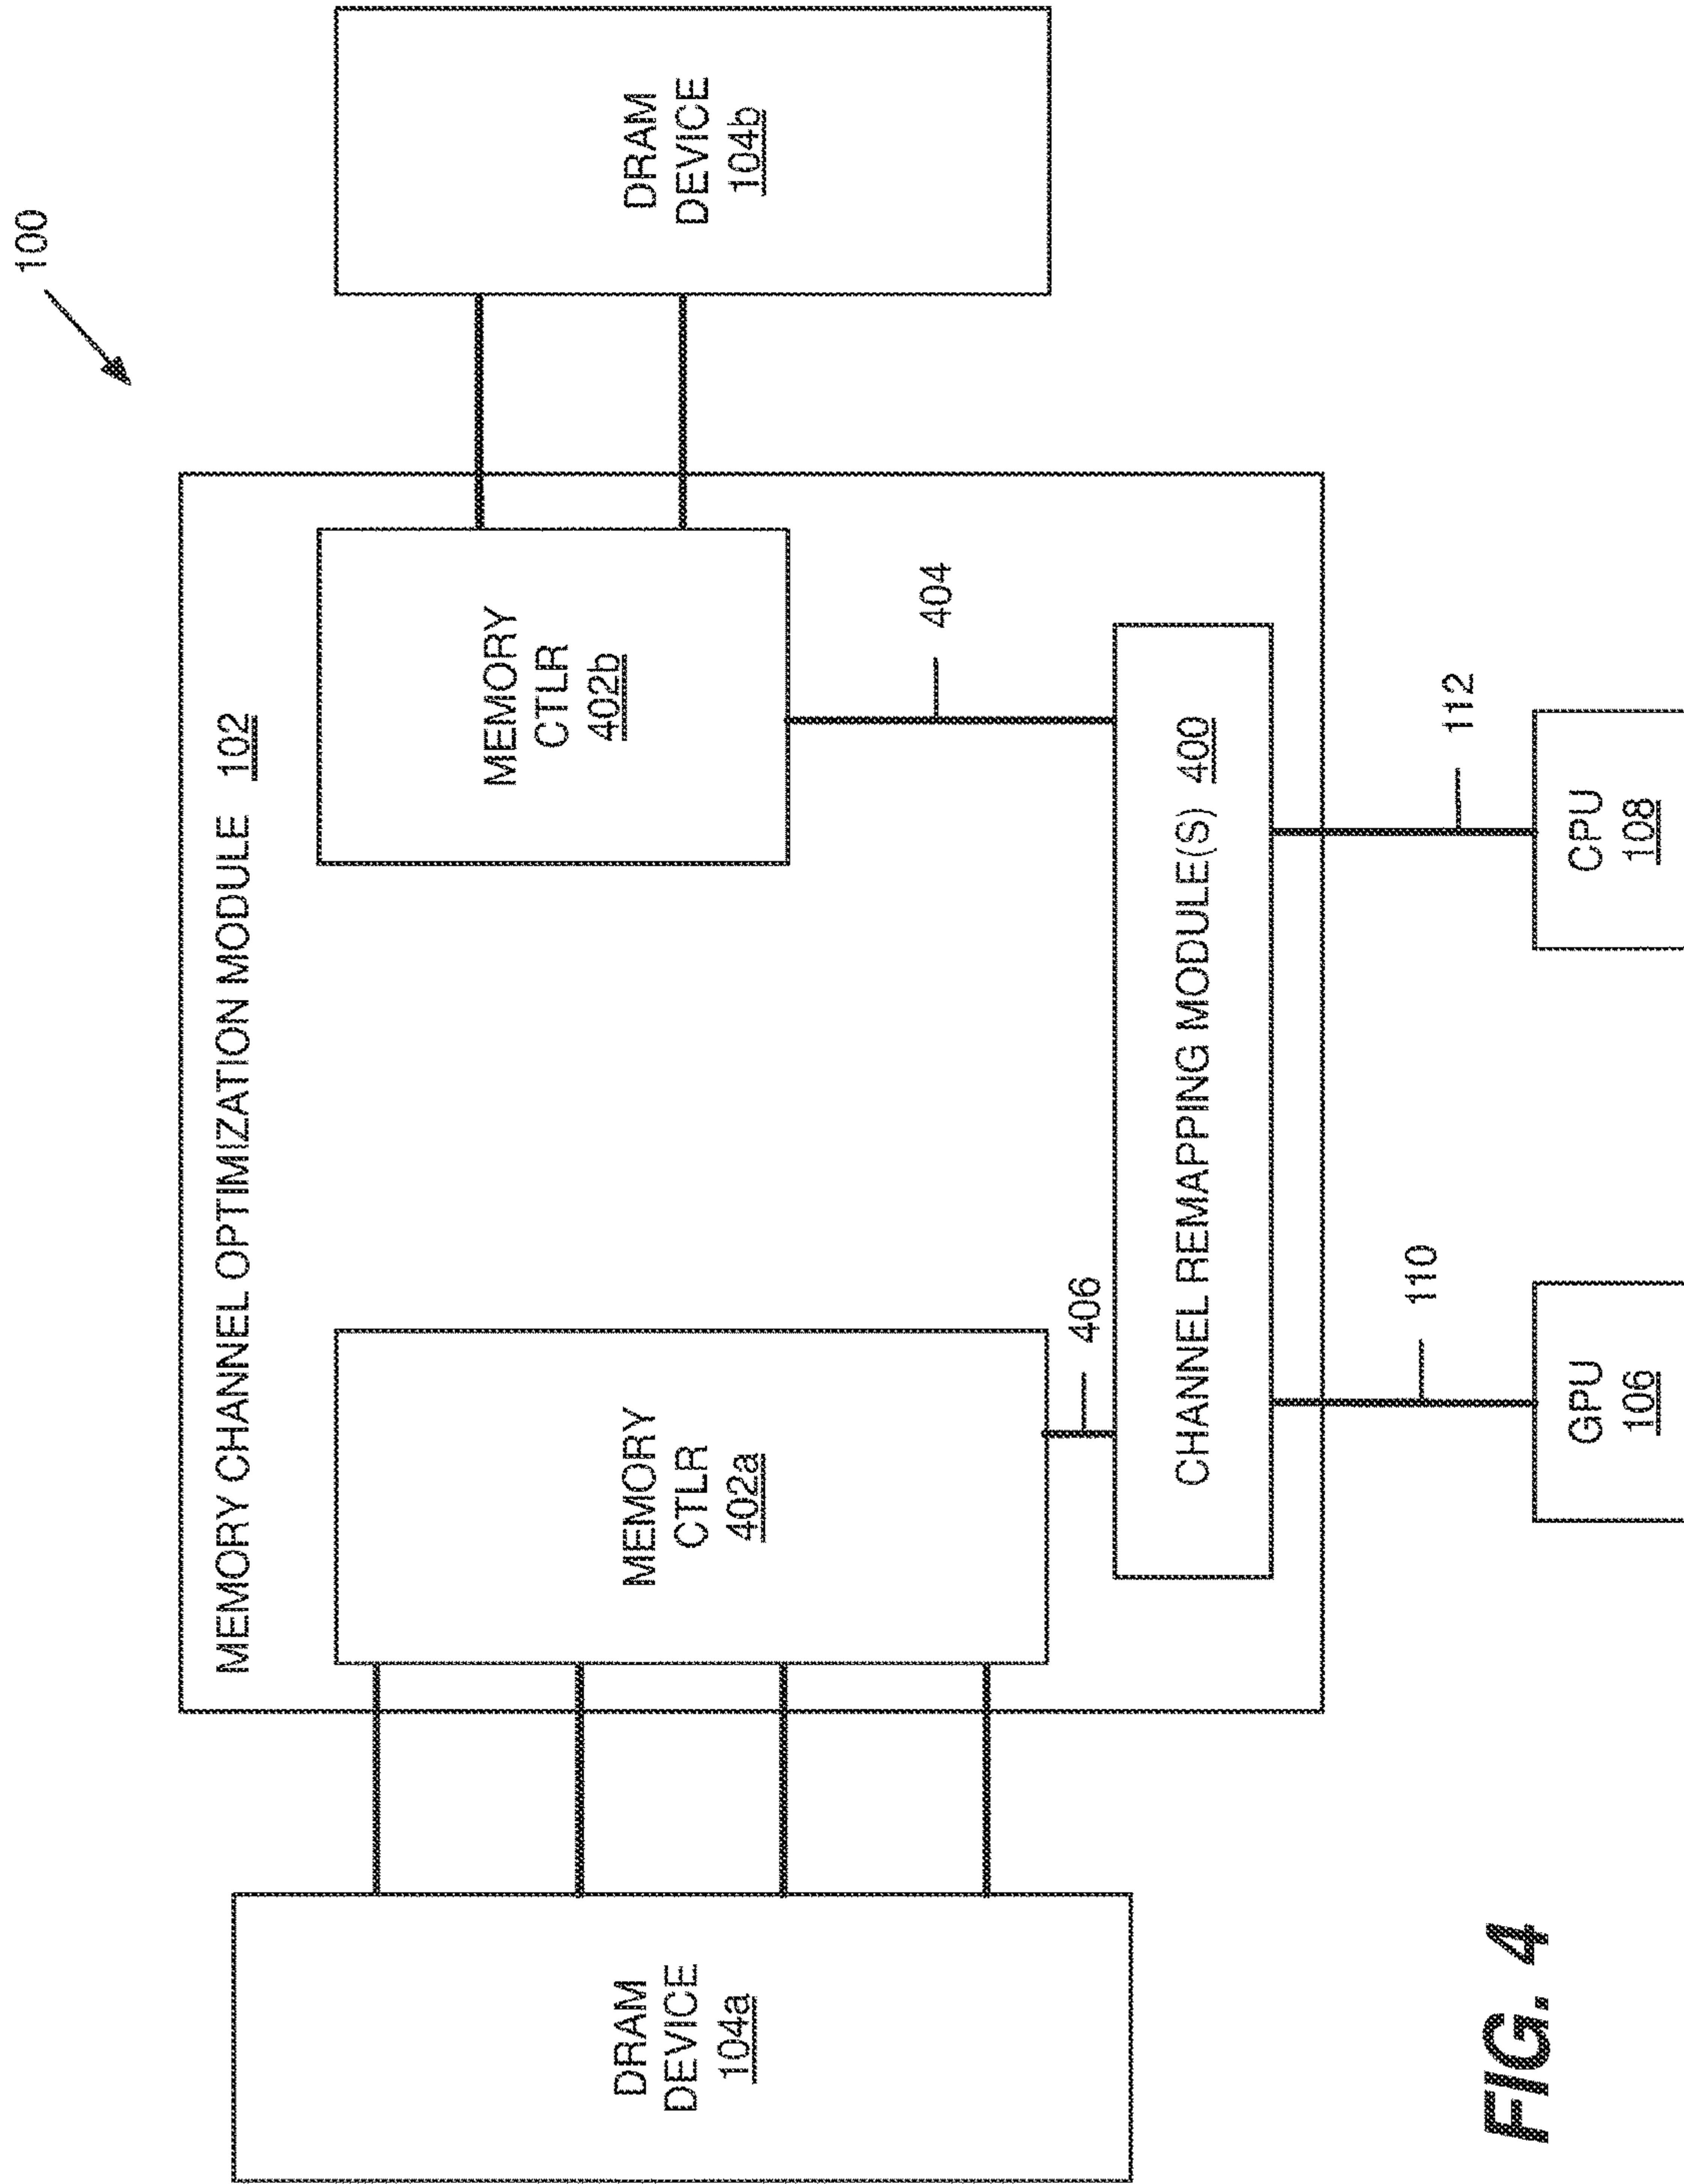 100
MEMORY CHANNEL OPTIMIZATION MODULE 102
DRAM
DEVICE
104a
MEMORY
CTLR
402a
MEMORY
CTLR
402b
DRAM
DEVICE
104b
406
404
CHANNEL REMAPPING MODULE(S) 400
110
112
GPU
106
CPU
108
FIG. 4